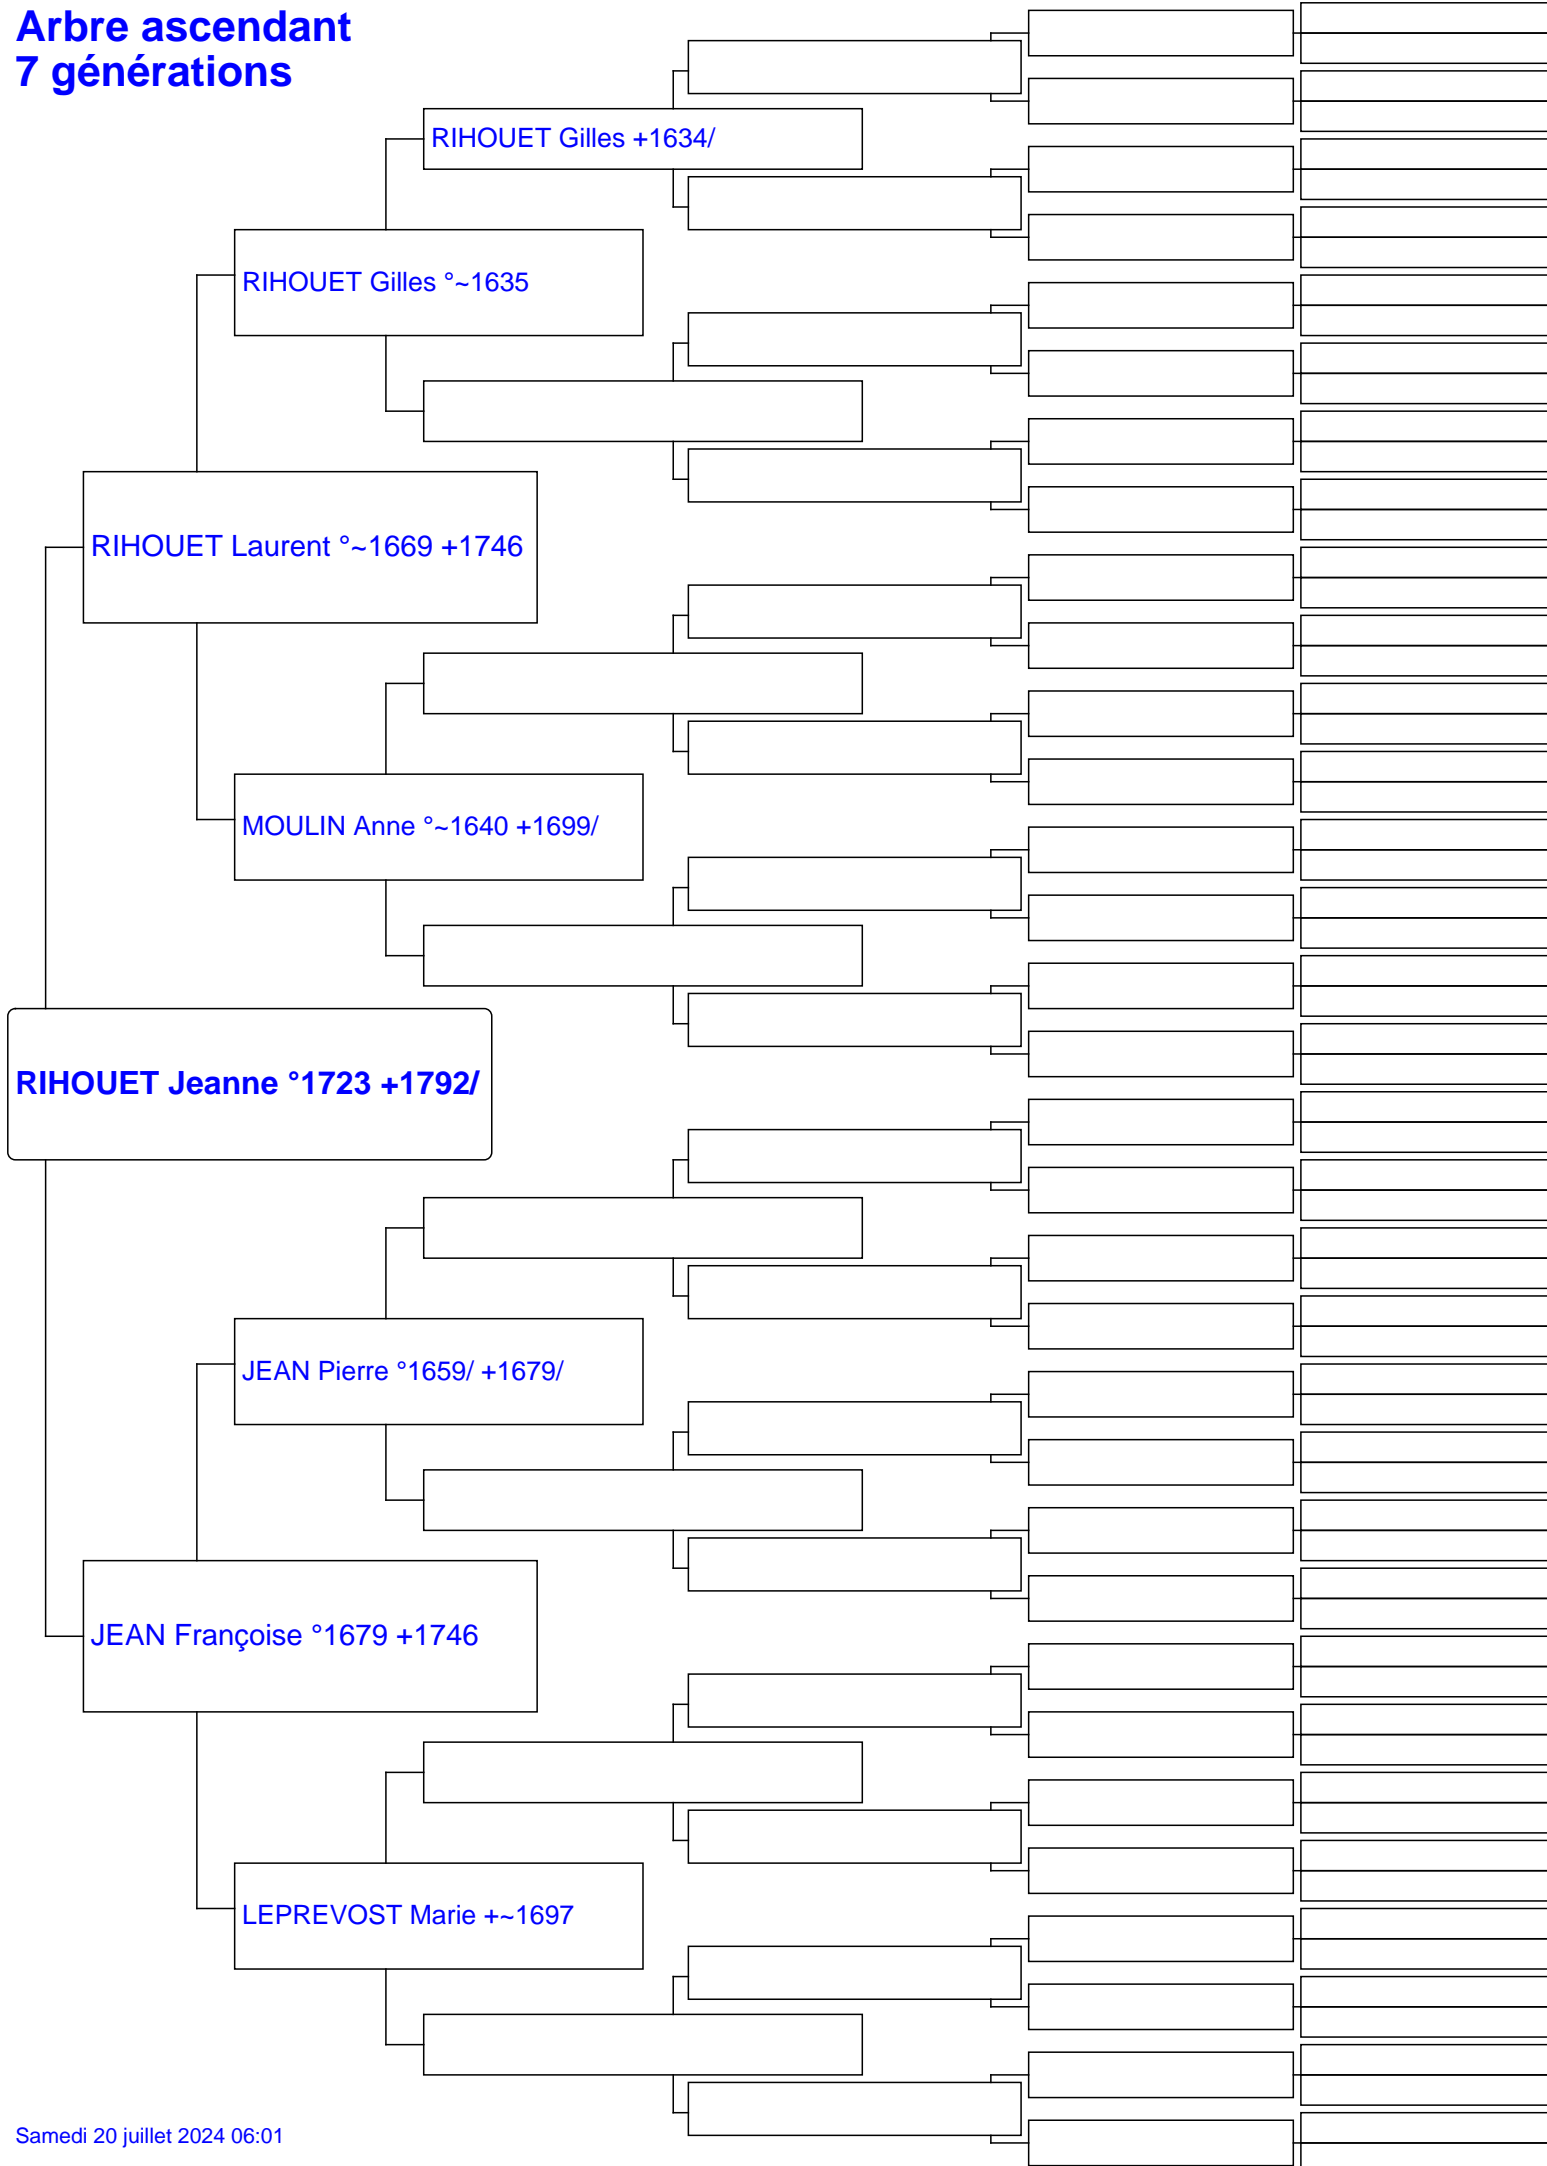 Arbre ascendant
7 générations
RIHOUET Gilles +1634/
RIHOUET Gilles °~1635
RIHOUET Laurent °~1669 +1746
MOULIN Anne °~1640 +1699/
RIHOUET Jeanne °1723 +1792/
JEAN Pierre °1659/ +1679/
JEAN Françoise °1679 +1746
LEPREVOST Marie +~1697
Samedi 20 juillet 2024 06:01